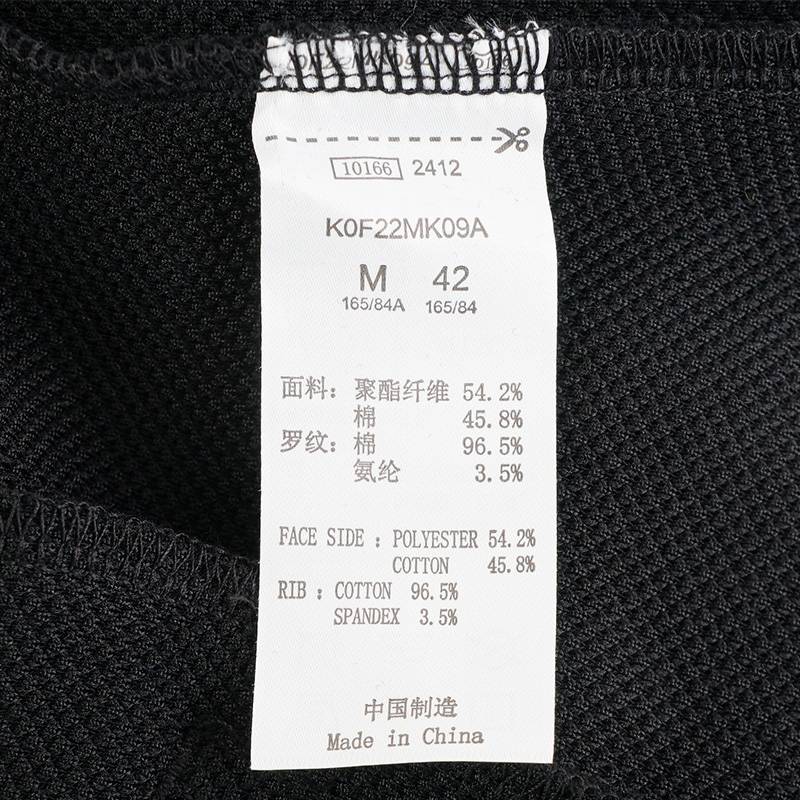 10166 2412
K0F22MK09A
M 42
165/84A 165/84
面料: 聚酯纤维 54.2%
棉 45.8%
罗纹: 棉 96.5%
氨纶 3.5%
FACE SIDE : POLYESTER 54.2%
COTTON 45.8%
RIB : COTTON 96.5%
SPANDEX 3.5%
中国制造
Made in China